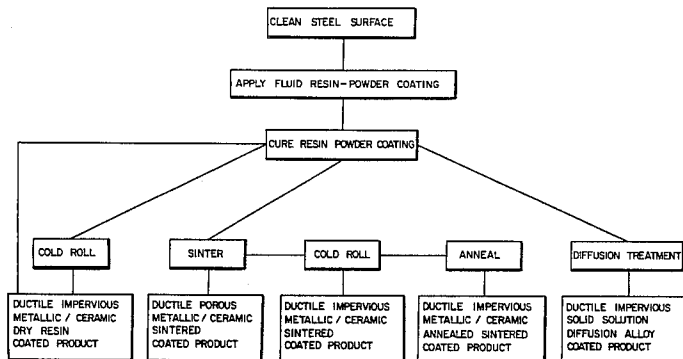 CLEAN STEEL SURFACE
APPLY FLUID RESIN-POWDER COATING
CURE RESIN POWDER COATING
COLD ROLL
SINTER
COLD ROLL
ANNEAL
DIFFUSION TREATMENT
DUCTILE IMPERVIOUS
METALLIC / CERAMIC
DRY RESIN
COATED PRODUCT
DUCTILE POROUS
METALLIC / CERAMIC
SINTERED
COATED PRODUCT
DUCTILE IMPERVIOUS
METALLIC / CERAMIC
SINTERED
COATED PRODUCT
DUCTILE IMPERVIOUS
METALLIC / CERAMIC
ANNEALED SINTERED
COATED PRODUCT
DUCTILE IMPERVIOUS
SOLID SOLUTION
DIFFUSION ALLOY
COATED PRODUCT